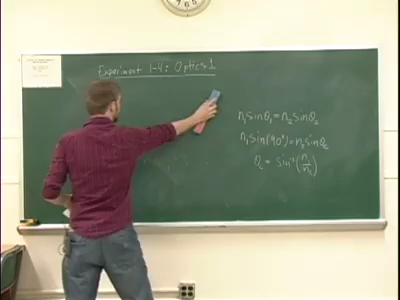 Experiment 1-4: Optics 1
n₁sinθ₁=n₂sinθ₂
n₁sin(90°)=n₂sinθc
θc = sin⁻¹(n₁/n₂)